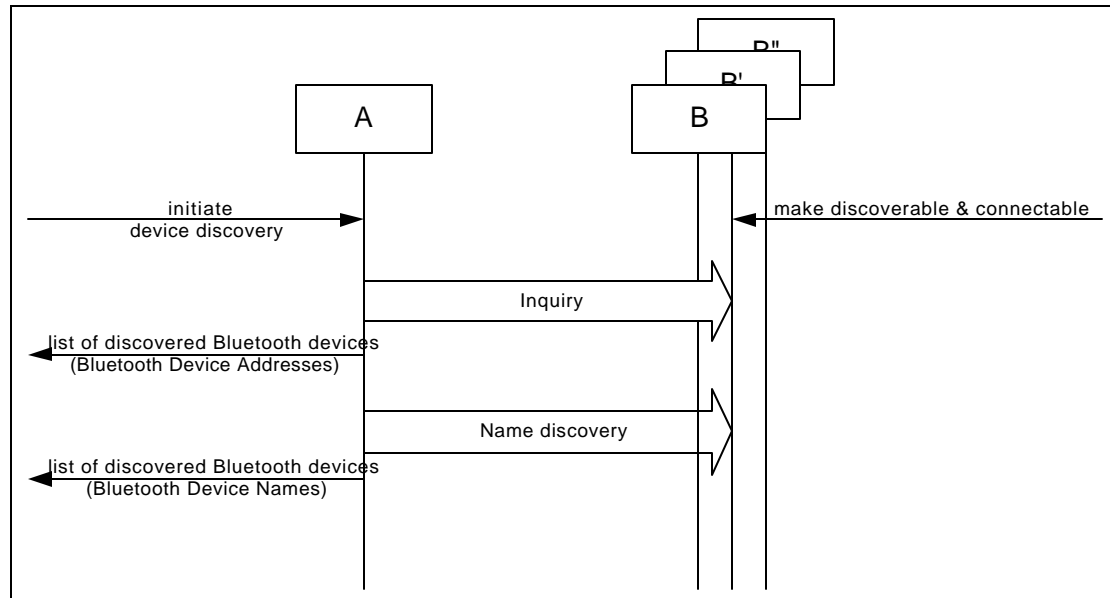 B"
B'
A
B
initiate
device discovery
make discoverable & connectable
Inquiry
list of discovered Bluetooth devices
(Bluetooth Device Addresses)
Name discovery
list of discovered Bluetooth devices
(Bluetooth Device Names)